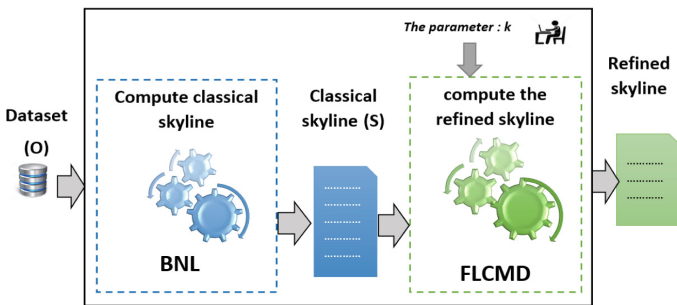 The parameter : k
Dataset
(O)
Compute classical
skyline
BNL
Classical
skyline (S)
compute the
refined skyline
FLCMD
Refined
skyline